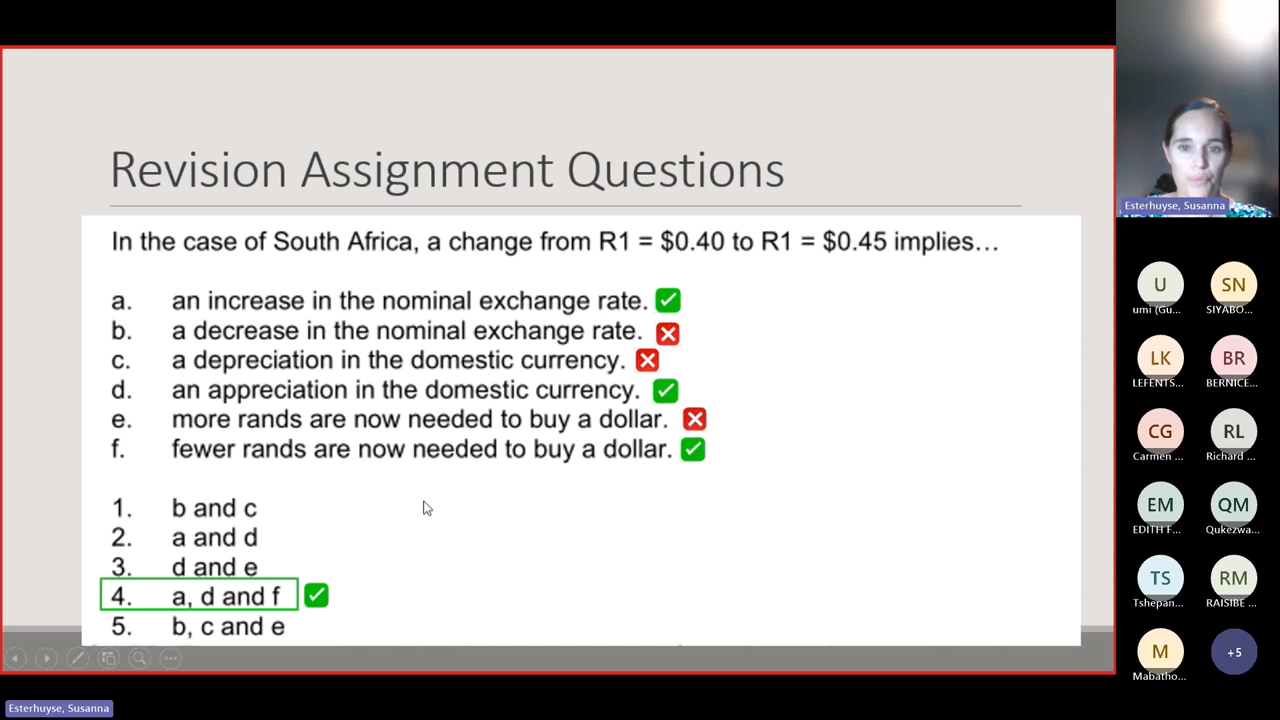 Revision Assignment Questions
In the case of South Africa, a change from R1 = $0.40 to R1 = $0.45 implies…
a. an increase in the nominal exchange rate.
b. a decrease in the nominal exchange rate.
c. a depreciation in the domestic currency.
d. an appreciation in the domestic currency.
e. more rands are now needed to buy a dollar.
f. fewer rands are now needed to buy a dollar.
1. b and c
2. a and d
3. d and e
4. a, d and f
5. b, c and e
Esterhuyse, Susanna
Esterhuyse, Susanna
U SN
umi (Gu... SIYABO...
LK BR
LEFENTS... BERNICE...
CG RL
Carmen ... Richard ...
EM QM
EDITH F... Qukezwa...
TS RM
Tshepan... RAISIBE ...
M +5
Mabatho...